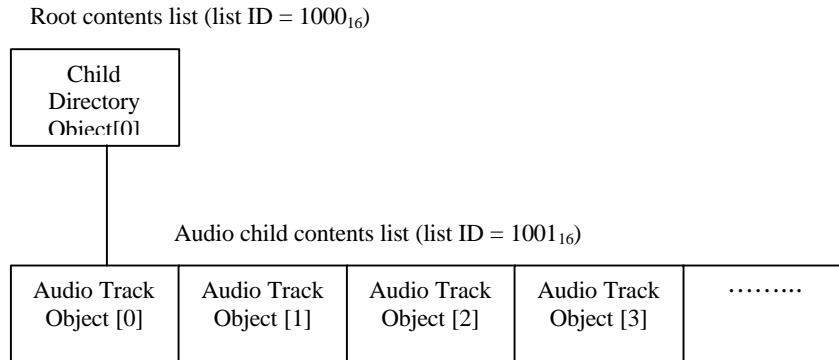 Root contents list (list ID = 1000₁₆)
Child
Directory
Object[0]
Audio child contents list (list ID = 1001₁₆)
Audio Track
Object [0]
Audio Track
Object [1]
Audio Track
Object [2]
Audio Track
Object [3]
……...